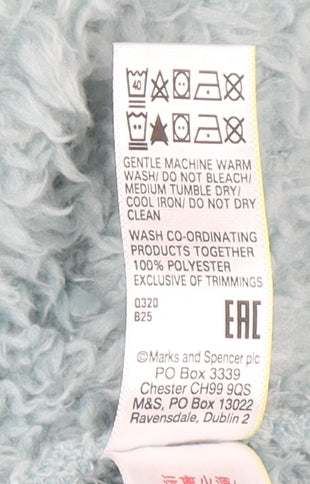 40
GENTLE MACHINE WARM
WASH/ DO NOT BLEACH/
MEDIUM TUMBLE DRY/
COOL IRON/ DO NOT DRY
CLEAN
WASH CO-ORDINATING
PRODUCTS TOGETHER
100% POLYESTER
EXCLUSIVE OF TRIMMINGS
Q320
B25
EAC
©Marks and Spencer plc
PO Box 3339
Chester CH99 9QS
M&S, PO Box 13022
Ravensdale, Dublin 2